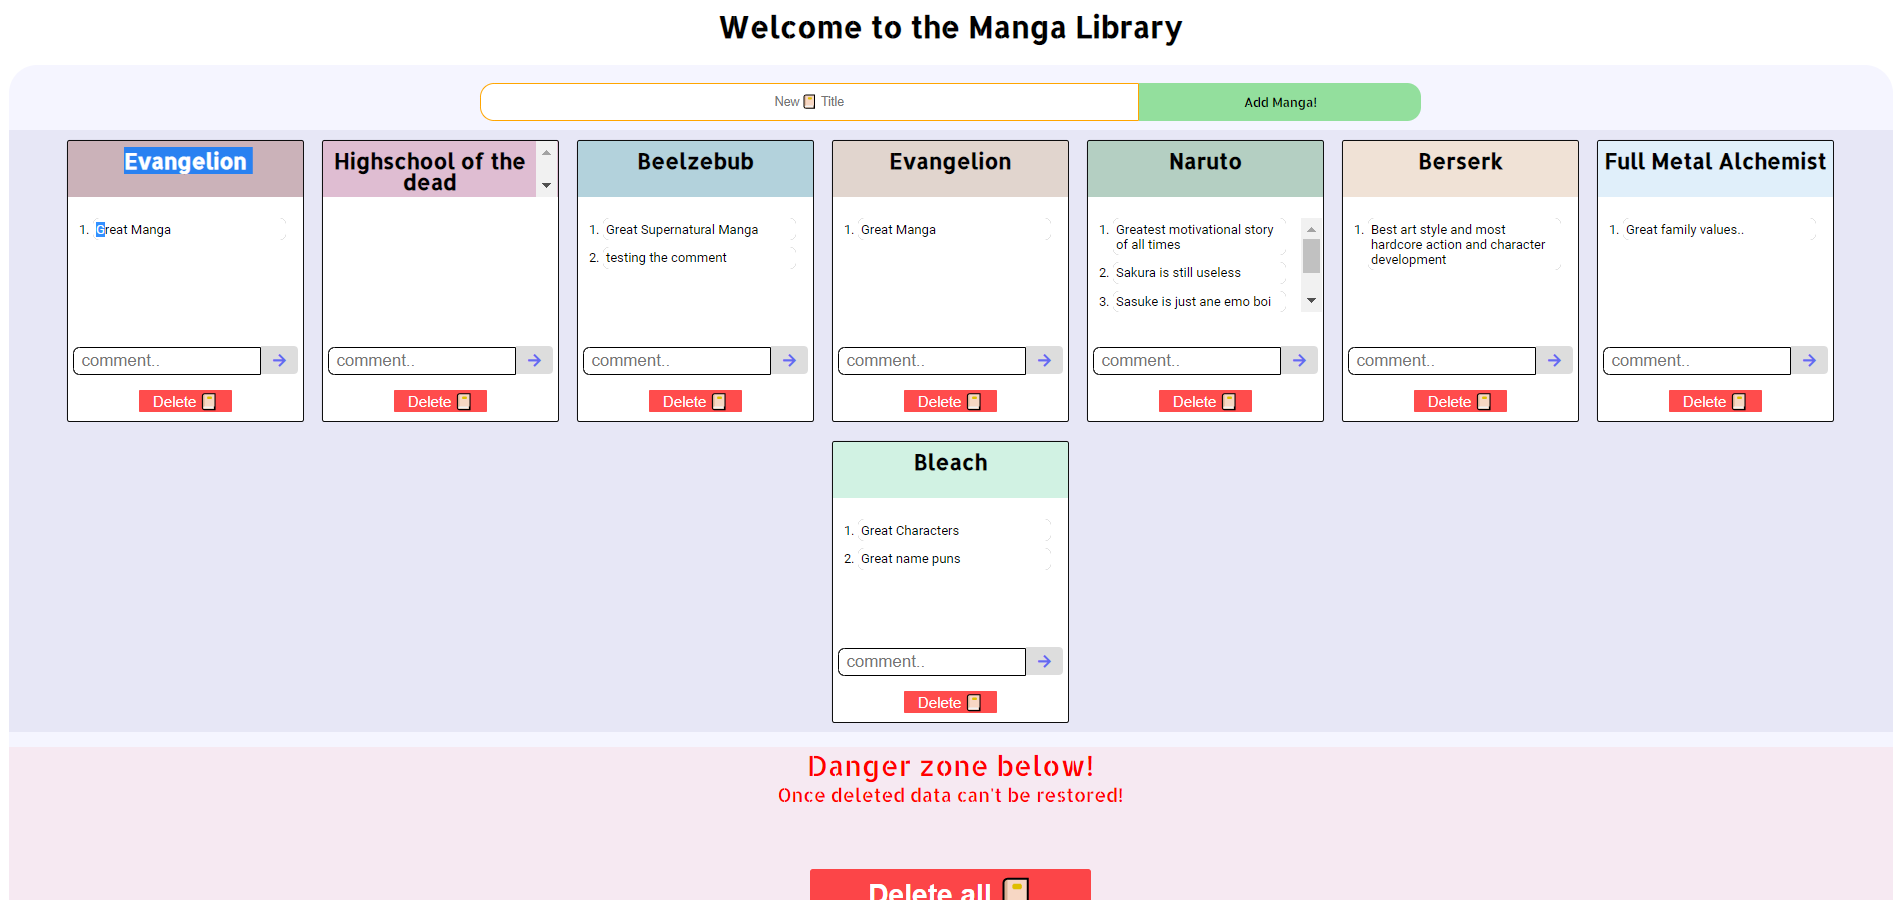 Welcome to the Manga Library
New Title
Add Manga!
Evangelion
1. Great Manga
comment..
Delete
Highschool of the
dead
comment..
Delete
Beelzebub
1. Great Supernatural Manga
2. testing the comment
comment..
Delete
Evangelion
1. Great Manga
comment..
Delete
Naruto
1. Greatest motivational story
of all times
2. Sakura is still useless
3. Sasuke is just ane emo boi
comment..
Delete
Berserk
1. Best art style and most
hardcore action and character
development
comment..
Delete
Full Metal Alchemist
1. Great family values..
comment..
Delete
Bleach
1. Great Characters
2. Great name puns
comment..
Delete
Danger zone below!
Once deleted data can't be restored!
Delete all